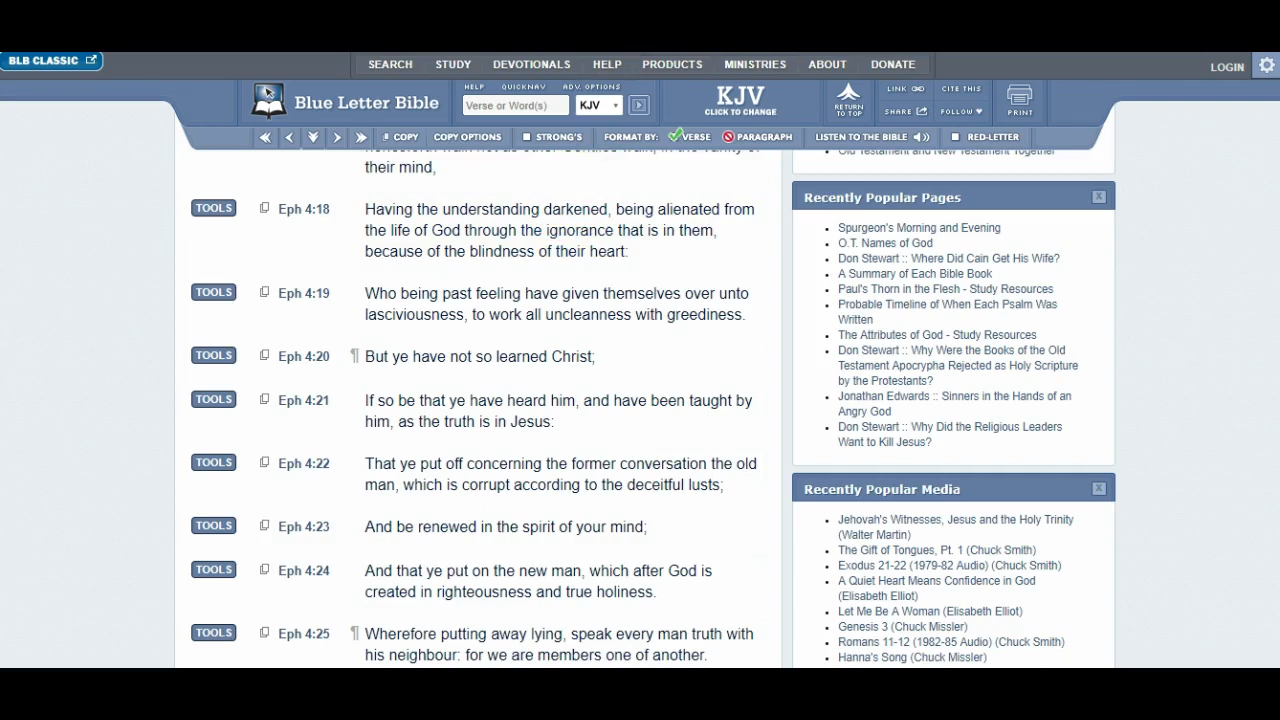 BLB CLASSIC
SEARCH STUDY DEVOTIONALS HELP PRODUCTS MINISTRIES ABOUT DONATE
LOGIN
Blue Letter Bible
HELP QUICKNAV ADV. OPTIONS
Verse or Word(s) KJV
KJV
CLICK TO CHANGE
RETURN
TO TOP
LINK CITE THIS
SHARE FOLLOW
PRINT
COPY COPY OPTIONS STRONG'S FORMAT BY: VERSE PARAGRAPH LISTEN TO THE BIBLE RED-LETTER
henceforth walk not as other Gentiles walk, in the vanity of
their mind,
TOOLS Eph 4:18 Having the understanding darkened, being alienated from
the life of God through the ignorance that is in them,
because of the blindness of their heart:
TOOLS Eph 4:19 Who being past feeling have given themselves over unto
lasciviousness, to work all uncleanness with greediness.
TOOLS Eph 4:20 ¶ But ye have not so learned Christ;
TOOLS Eph 4:21 If so be that ye have heard him, and have been taught by
him, as the truth is in Jesus:
TOOLS Eph 4:22 That ye put off concerning the former conversation the old
man, which is corrupt according to the deceitful lusts;
TOOLS Eph 4:23 And be renewed in the spirit of your mind;
TOOLS Eph 4:24 And that ye put on the new man, which after God is
created in righteousness and true holiness.
TOOLS Eph 4:25 ¶ Wherefore putting away lying, speak every man truth with
his neighbour: for we are members one of another.
Old Testament and New Testament Together
Recently Popular Pages
Spurgeon's Morning and Evening
O.T. Names of God
Don Stewart :: Where Did Cain Get His Wife?
A Summary of Each Bible Book
Paul's Thorn in the Flesh - Study Resources
Probable Timeline of When Each Psalm Was
Written
The Attributes of God - Study Resources
Don Stewart :: Why Were the Books of the Old
Testament Apocrypha Rejected as Holy Scripture
by the Protestants?
Jonathan Edwards :: Sinners in the Hands of an
Angry God
Don Stewart :: Why Did the Religious Leaders
Want to Kill Jesus?
Recently Popular Media
Jehovah's Witnesses, Jesus and the Holy Trinity
(Walter Martin)
The Gift of Tongues, Pt. 1 (Chuck Smith)
Exodus 21-22 (1979-82 Audio) (Chuck Smith)
A Quiet Heart Means Confidence in God
(Elisabeth Elliot)
Let Me Be A Woman (Elisabeth Elliot)
Genesis 3 (Chuck Missler)
Romans 11-12 (1982-85 Audio) (Chuck Smith)
Hanna's Song (Chuck Missler)